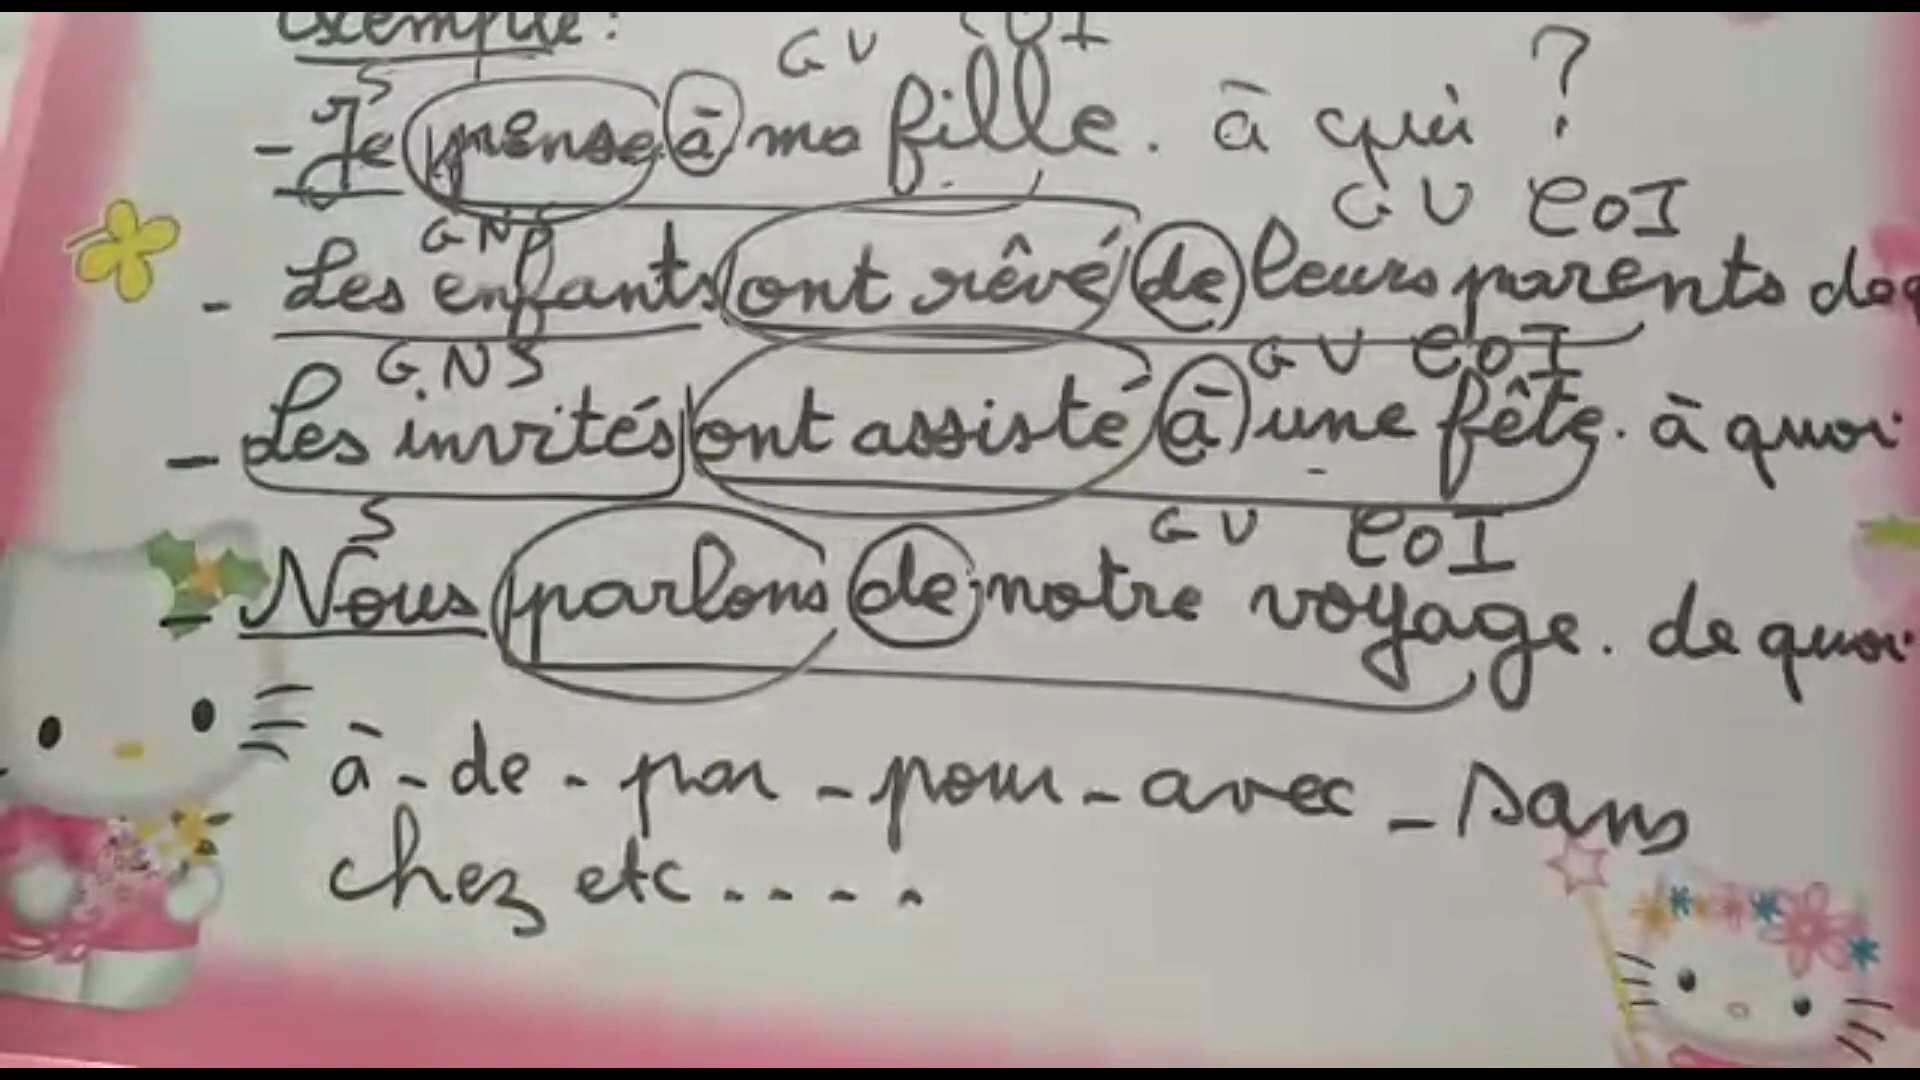 Exemple :
S GV COI ?
- Je pense à ma fille. à qui
GNS GV COI
- Les enfants ont rêvé de leurs parents de
GNS GV COI
- Les invités ont assisté à une fête. à quoi
S GV COI
- Nous parlons de notre voyage. de quoi
à - de - par - pour - avec - sans
chez etc....